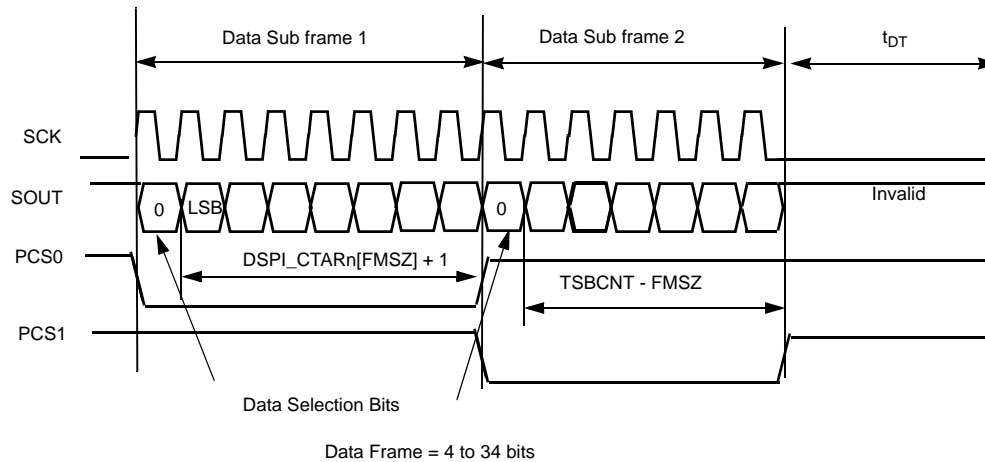 Data Sub frame 1
Data Sub frame 2
tDT
SCK
SOUT
0
LSB
0
Invalid
PCS0
DSPI_CTARn[FMSZ] + 1
TSBCNT - FMSZ
PCS1
Data Selection Bits
Data Frame = 4 to 34 bits